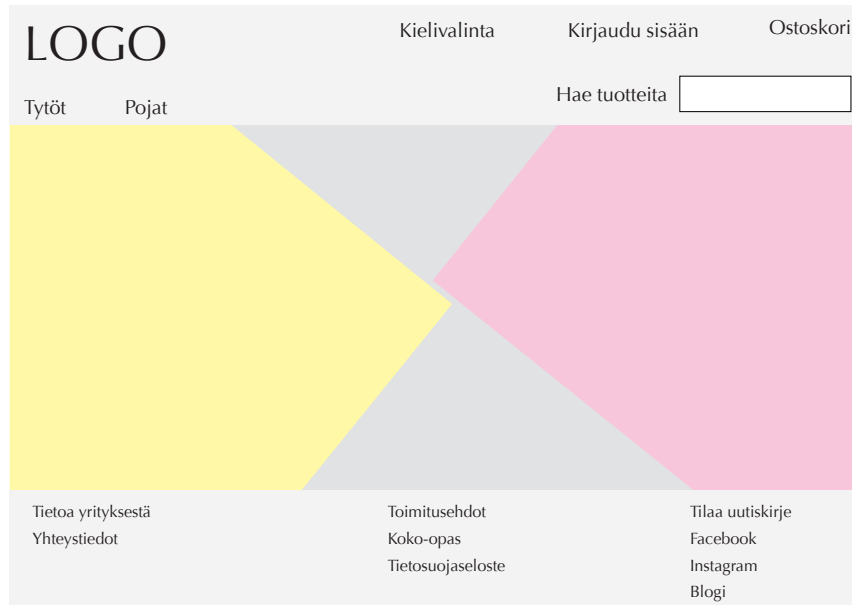 LOGO
Kielivalinta
Kirjaudu sisään
Ostoskori
Hae tuotteita
Tytöt
Pojat
Tietoa yrityksestä
Yhteystiedot
Toimitusehdot
Koko-opas
Tietosuojaseloste
Tilaa uutiskirje
Facebook
Instagram
Blogi